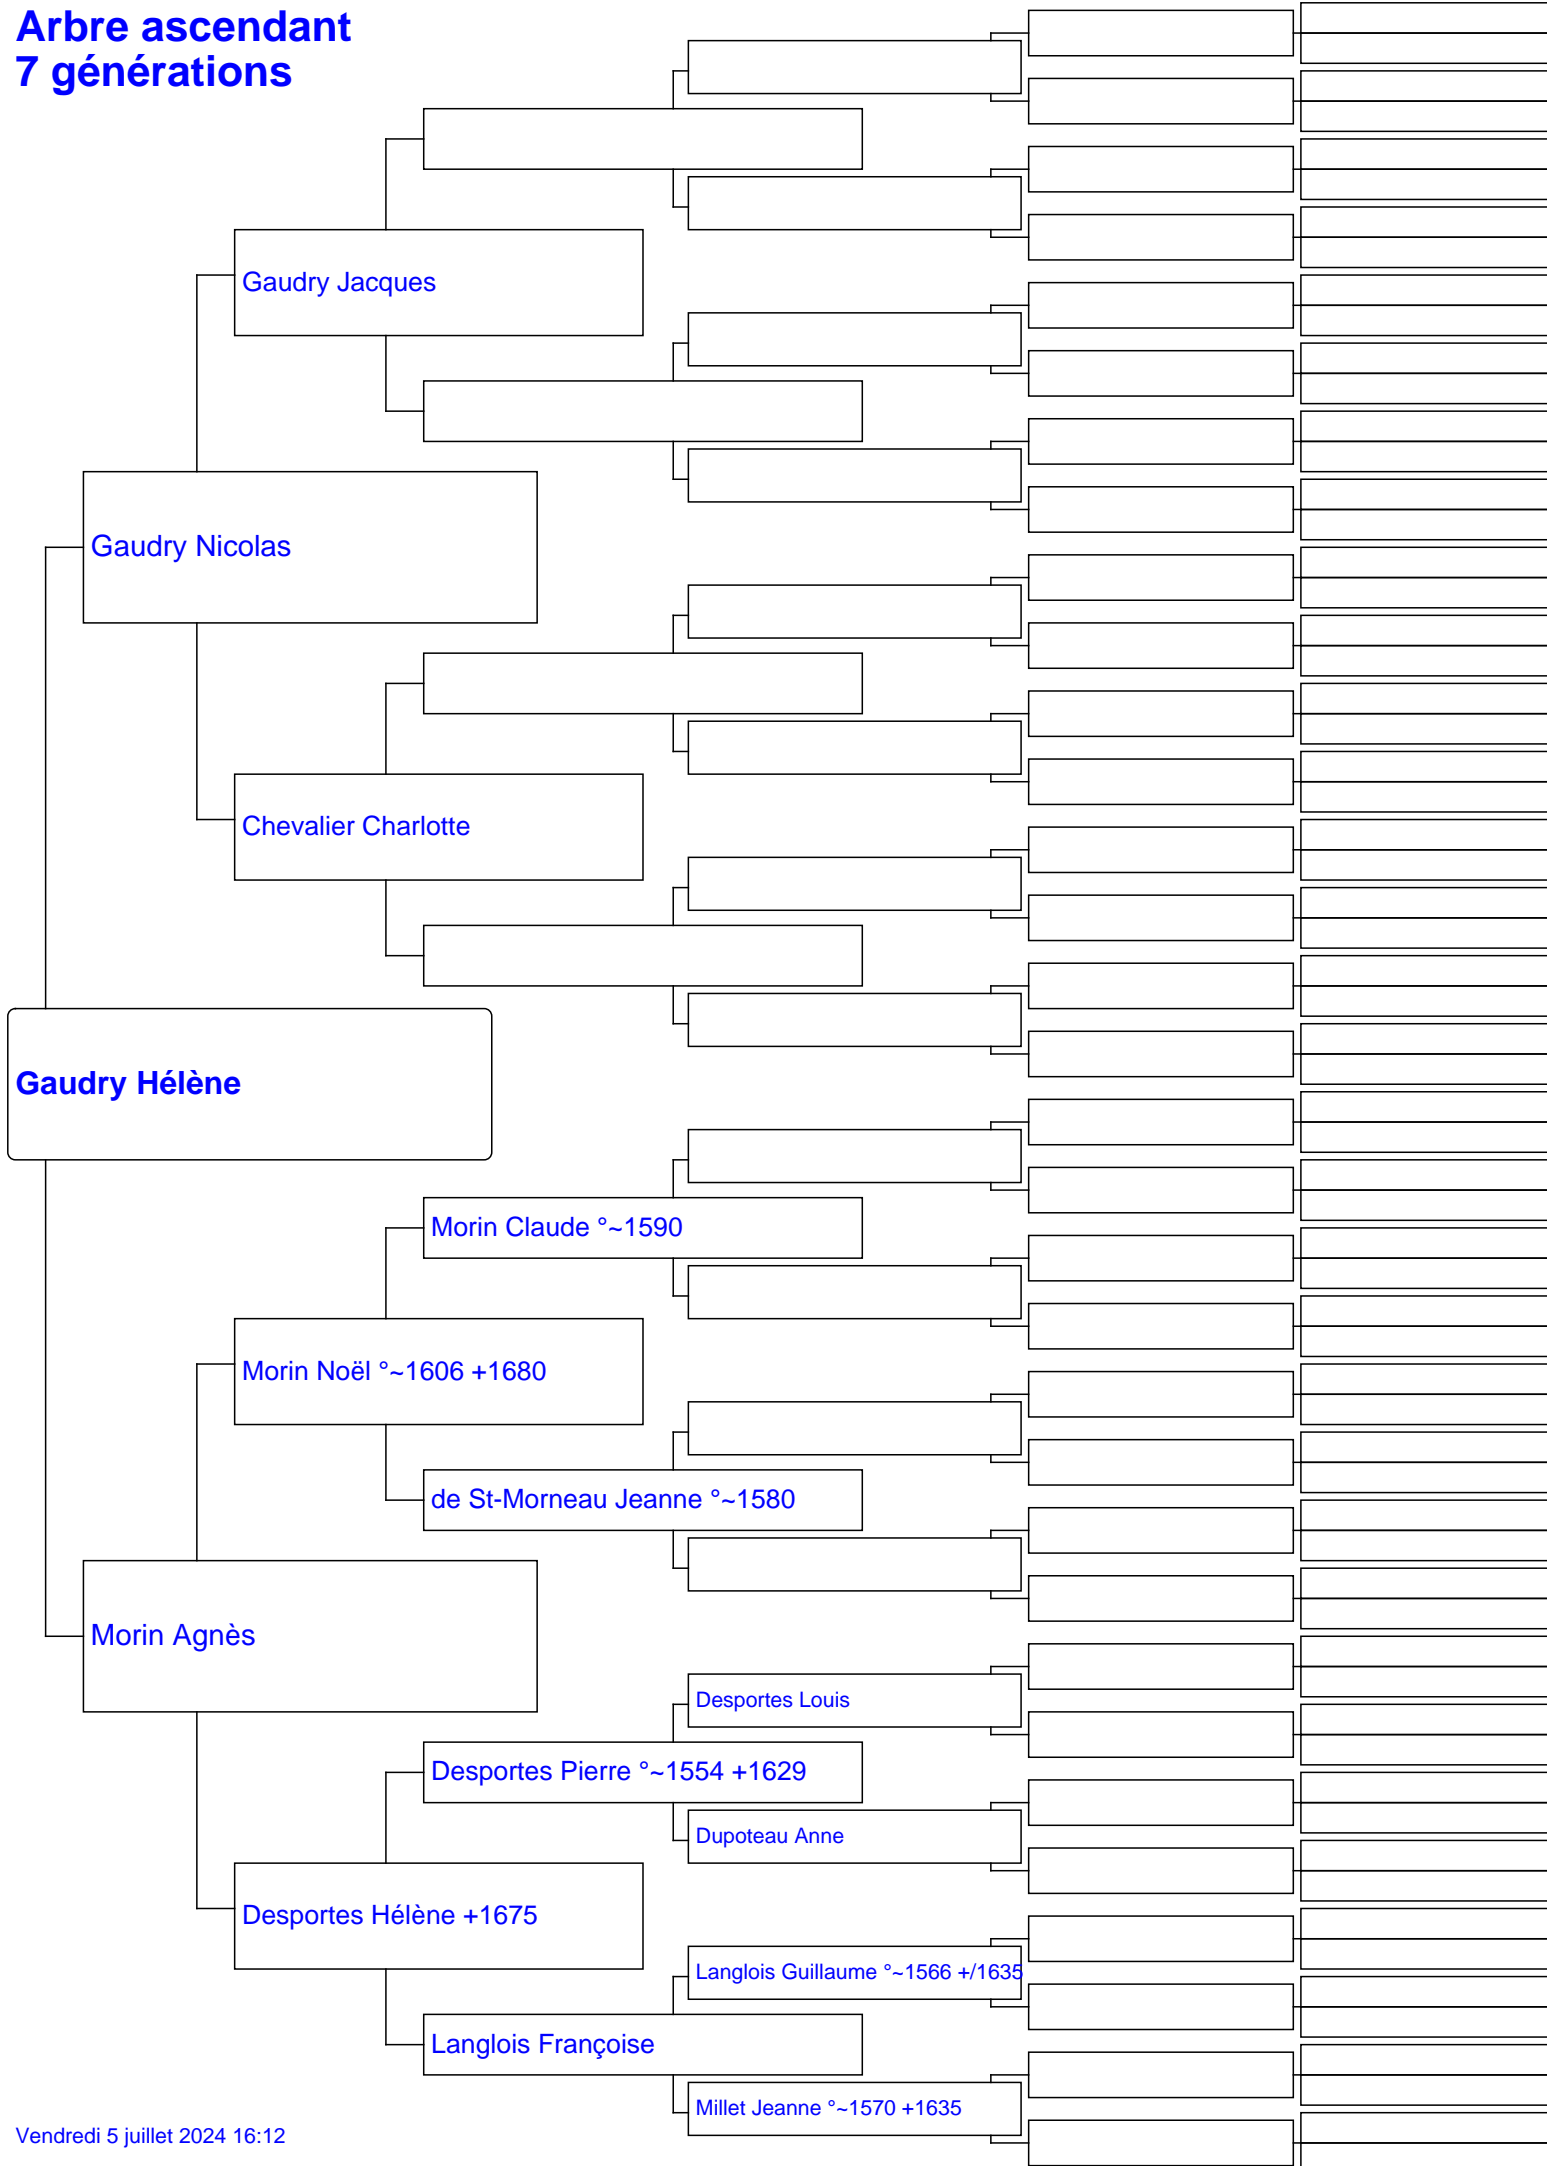 Arbre ascendant
7 générations
Gaudry Jacques
Gaudry Nicolas
Chevalier Charlotte
Gaudry Hélène
Morin Claude °~1590
Morin Noël °~1606 +1680
de St-Morneau Jeanne °~1580
Morin Agnès
Desportes Louis
Desportes Pierre °~1554 +1629
Dupoteau Anne
Desportes Hélène +1675
Langlois Guillaume °~1566 +/1635
Langlois Françoise
Millet Jeanne °~1570 +1635
Vendredi 5 juillet 2024 16:12